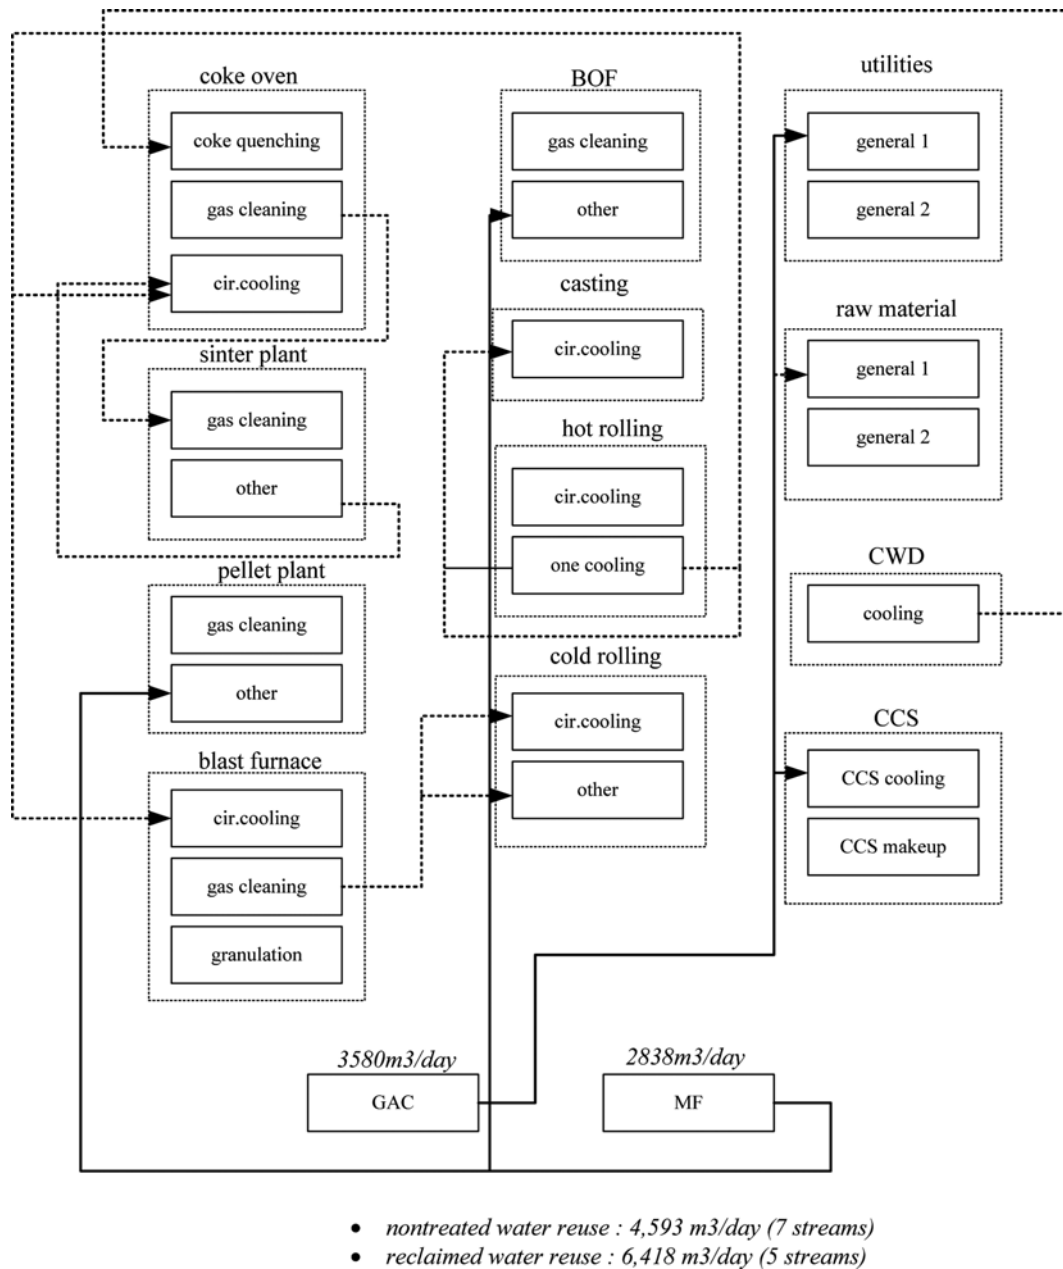 coke oven
coke quenching
gas cleaning
cir.cooling
sinter plant
gas cleaning
other
pellet plant
gas cleaning
other
blast furnace
cir.cooling
gas cleaning
granulation
BOF
gas cleaning
other
casting
cir.cooling
hot rolling
cir.cooling
one cooling
cold rolling
cir.cooling
other
utilities
general 1
general 2
raw material
general 1
general 2
CWD
cooling
CCS
CCS cooling
CCS makeup
3580m3/day
GAC
2838m3/day
MF
• nontreated water reuse : 4,593 m3/day (7 streams)
• reclaimed water reuse : 6,418 m3/day (5 streams)